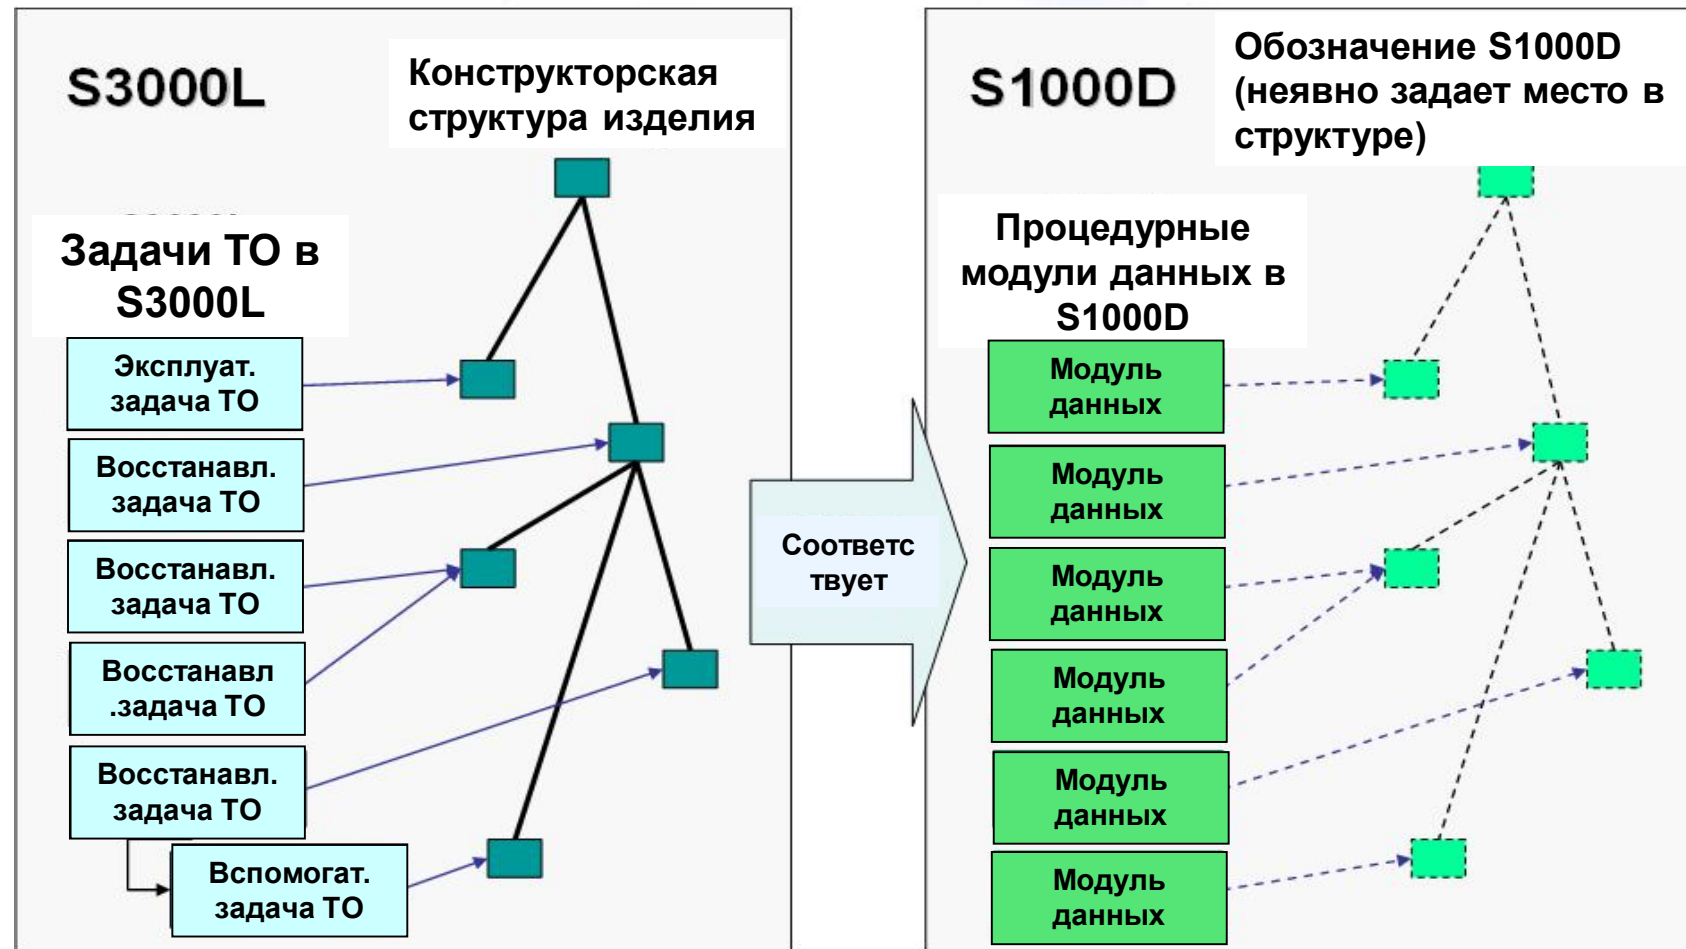 S3000L
Конструкторская
структура изделия
Задачи ТО в
S3000L
Эксплуат.
задача ТО
Восстанавл.
задача ТО
Восстанавл.
задача ТО
Восстанавл
.задача ТО
Восстанавл.
задача ТО
Вспомогат.
задача ТО
Соответс
твует
S1000D
Обозначение S1000D
(неявно задает место в
структуре)
Процедурные
модули данных в
S1000D
Модуль
данных
Модуль
данных
Модуль
данных
Модуль
данных
Модуль
данных
Модуль
данных